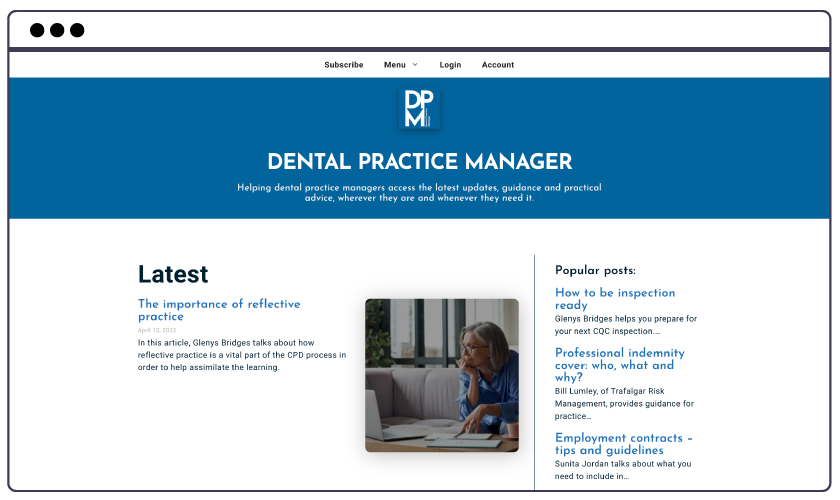 Subscribe Menu Login Account
DPM
DENTAL PRACTICE MANAGER
Helping dental practice managers access the latest updates, guidance and practical
advice, wherever they are and whenever they need it.
Latest
The importance of reflective
practice
April 12, 2023
In this article, Glenys Bridges talks about how
reflective practice is a vital part of the CPD process in
order to help assimilate the learning.
Popular posts:
How to be inspection
ready
Glenys Bridges helps you prepare for
your next CQC inspection.…
Professional indemnity
cover: who, what and
why?
Bill Lumley, of Trafalgar Risk
Management, provides guidance for
practice…
Employment contracts –
tips and guidelines
Sunita Jordan talks about what you
need to include in…